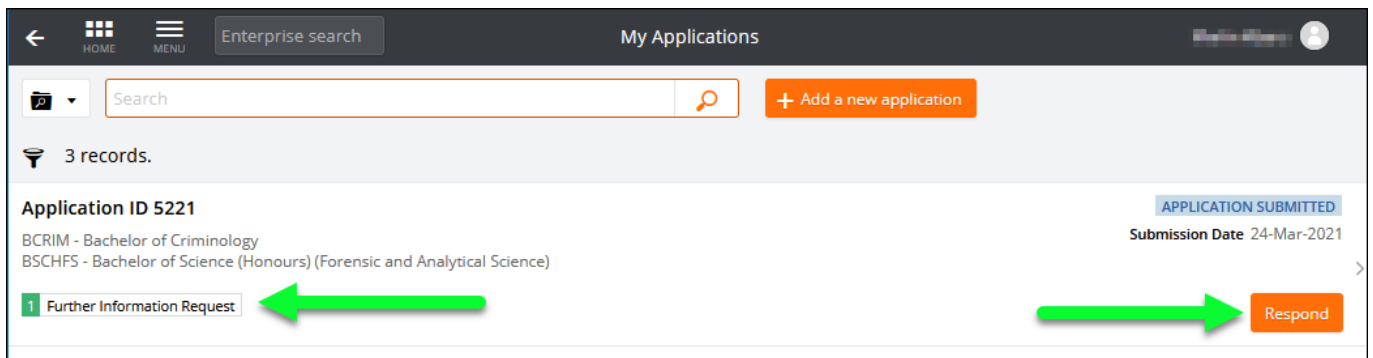 HOME
MENU
Enterprise search
My Applications
Search
+ Add a new application
3 records.
Application ID 5221
APPLICATION SUBMITTED
BCRIM - Bachelor of Criminology
Submission Date 24-Mar-2021
BSCHFS - Bachelor of Science (Honours) (Forensic and Analytical Science)
1 Further Information Request
Respond